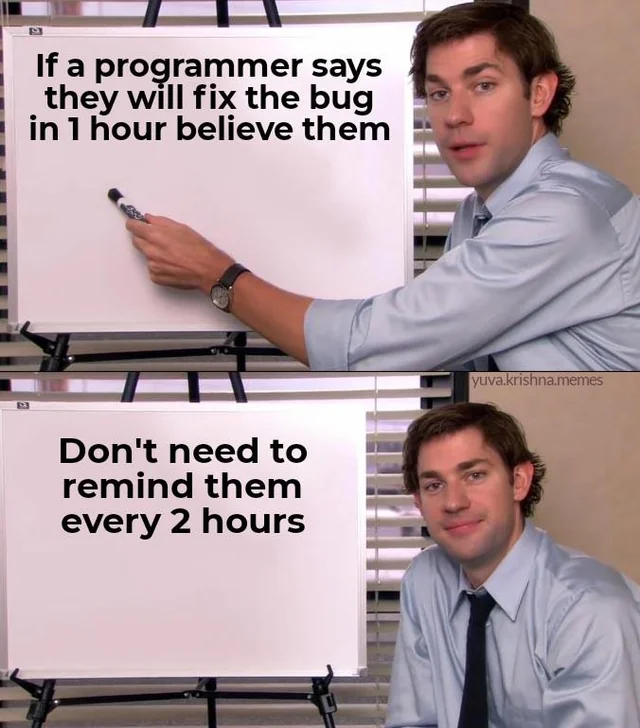 If a programmer says
they will fix the bug
in 1 hour believe them
yuva.krishna.memes
Don't need to
remind them
every 2 hours